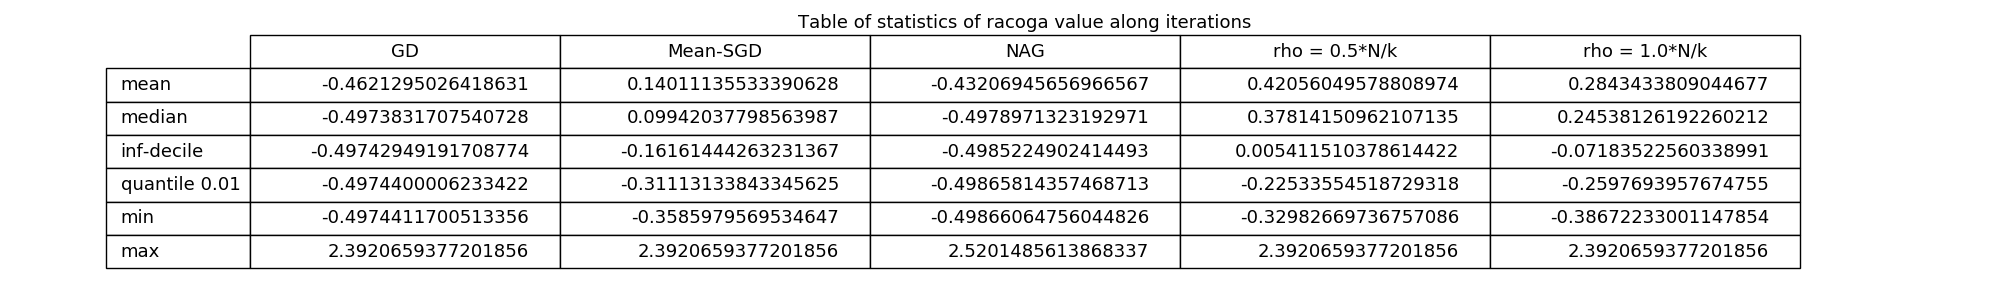 Table of statistics of racoga value along iterations
GD Mean-SGD NAG rho = 0.5*N/k rho = 1.0*N/k
mean -0.4621295026418631 0.14011135533390628 -0.43206945656966567 0.42056049578808974 0.2843433809044677
median -0.4973831707540728 0.09942037798563987 -0.4978971323192971 0.37814150962107135 0.24538126192260212
inf-decile -0.49742949191708774 -0.16161444263231367 -0.4985224902414493 0.005411510378614422 -0.07183522560338991
quantile 0.01 -0.4974400006233422 -0.31113133843345625 -0.49865814357468713 -0.22533554518729318 -0.2597693957674755
min -0.4974411700513356 -0.3585979569534647 -0.49866064756044826 -0.32982669736757086 -0.38672233001147854
max 2.3920659377201856 2.3920659377201856 2.5201485613868337 2.3920659377201856 2.3920659377201856